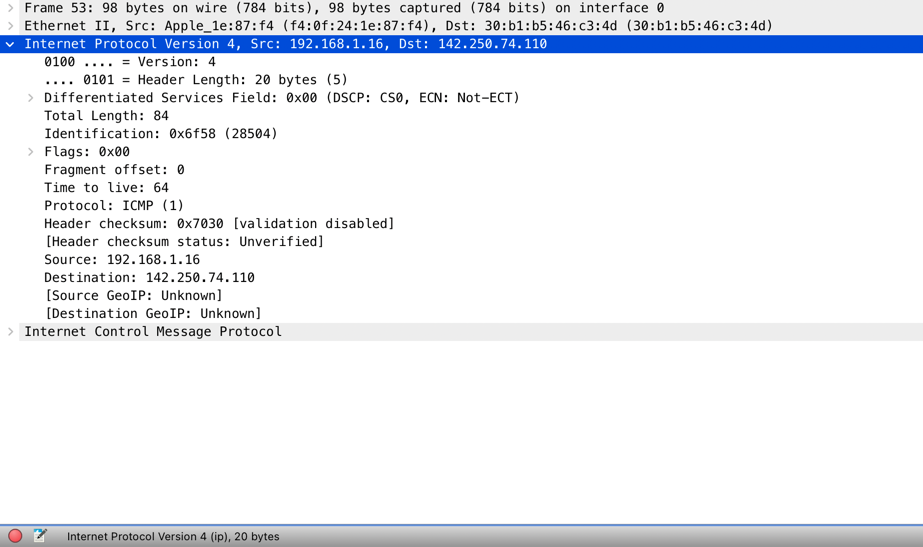 Frame 53: 98 bytes on wire (784 bits), 98 bytes captured (784 bits) on interface 0
Ethernet II, Src: Apple_1e:87:f4 (f4:0f:24:1e:87:f4), Dst: 30:b1:b5:46:c3:4d (30:b1:b5:46:c3:4d)
Internet Protocol Version 4, Src: 192.168.1.16, Dst: 142.250.74.110
0100 .... = Version: 4
.... 0101 = Header Length: 20 bytes (5)
Differentiated Services Field: 0x00 (DSCP: CS0, ECN: Not-ECT)
Total Length: 84
Identification: 0x6f58 (28504)
Flags: 0x00
Fragment offset: 0
Time to live: 64
Protocol: ICMP (1)
Header checksum: 0x7030 [validation disabled]
[Header checksum status: Unverified]
Source: 192.168.1.16
Destination: 142.250.74.110
[Source GeoIP: Unknown]
[Destination GeoIP: Unknown]
Internet Control Message Protocol
Internet Protocol Version 4 (ip), 20 bytes